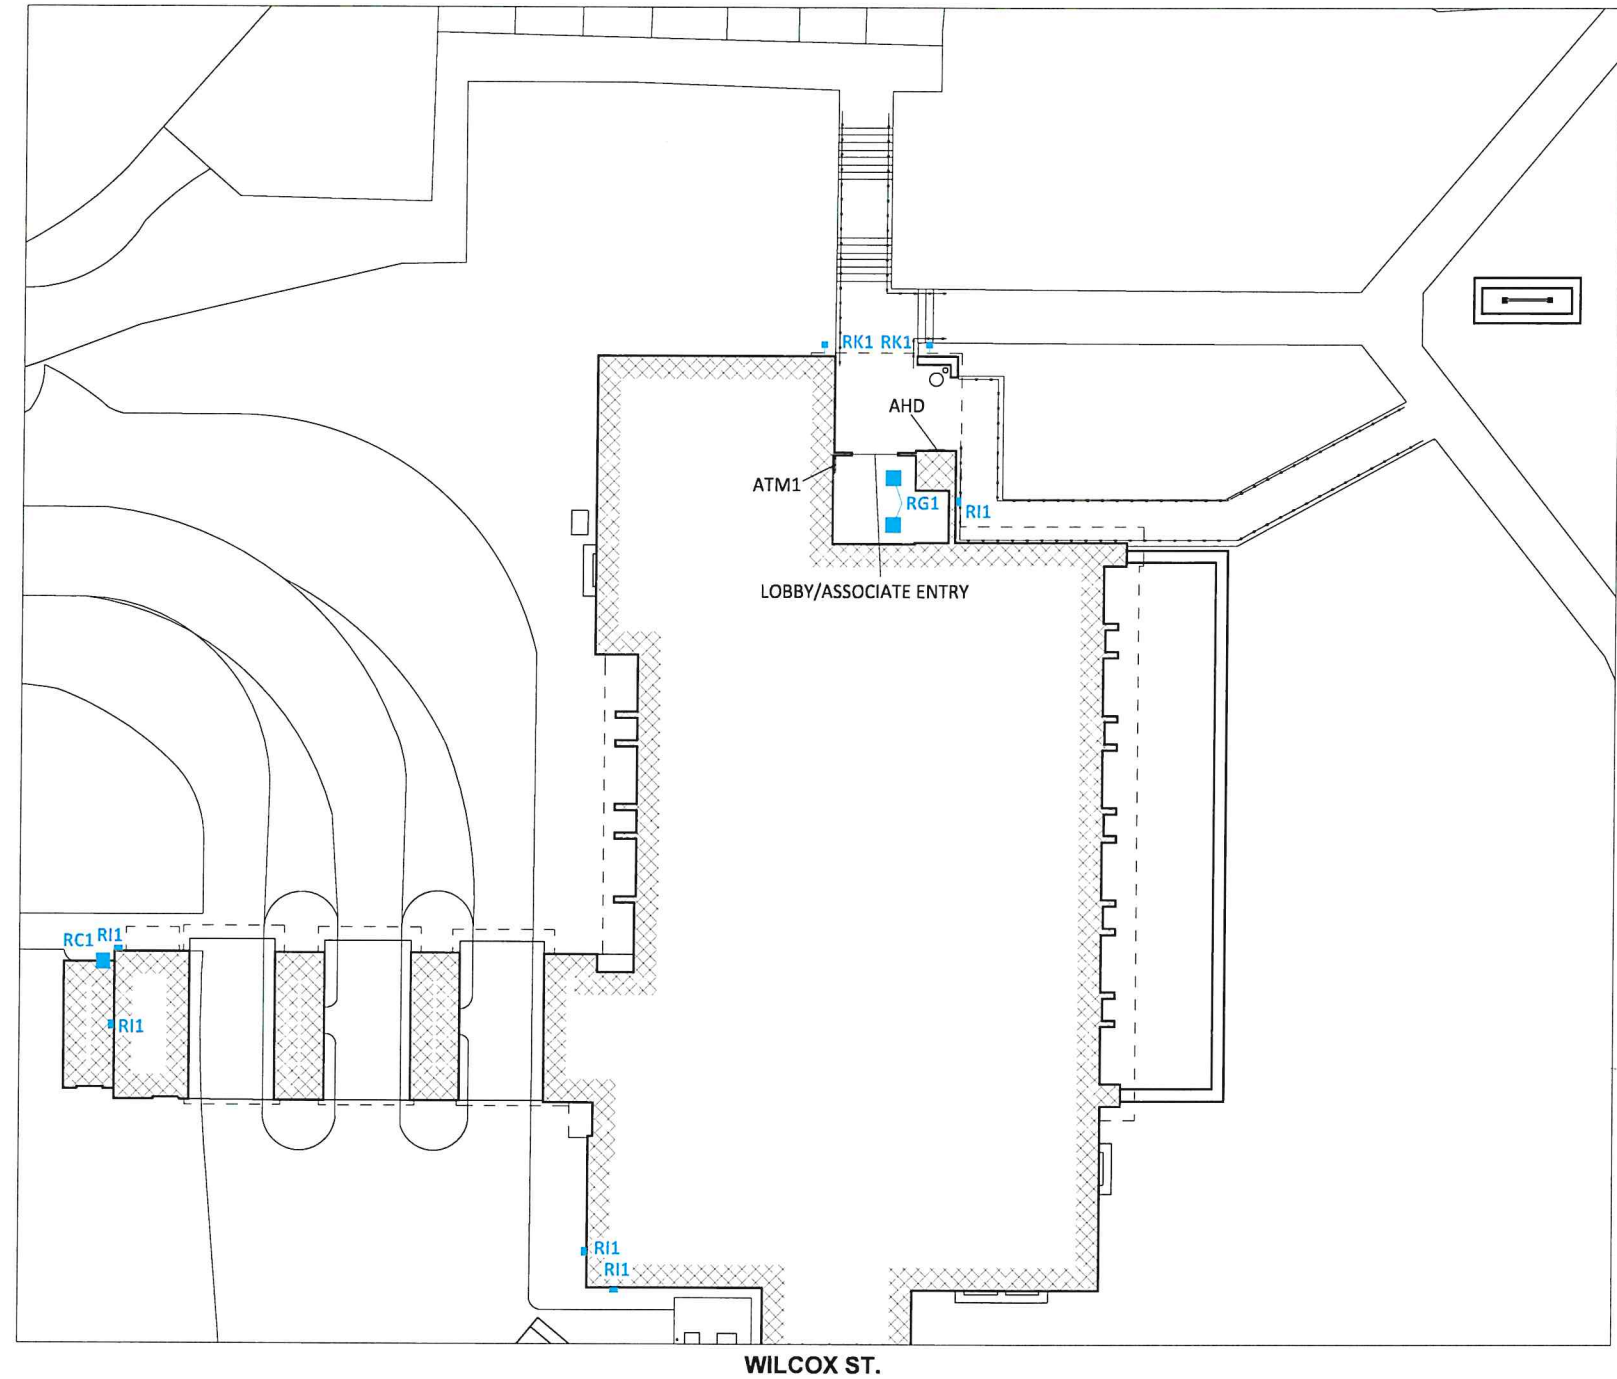 RK1 RK1
AHD
ATM1
RG1
RI1
LOBBY/ASSOCIATE ENTRY
RC1 RI1
RI1
RI1
RI1
WILCOX ST.